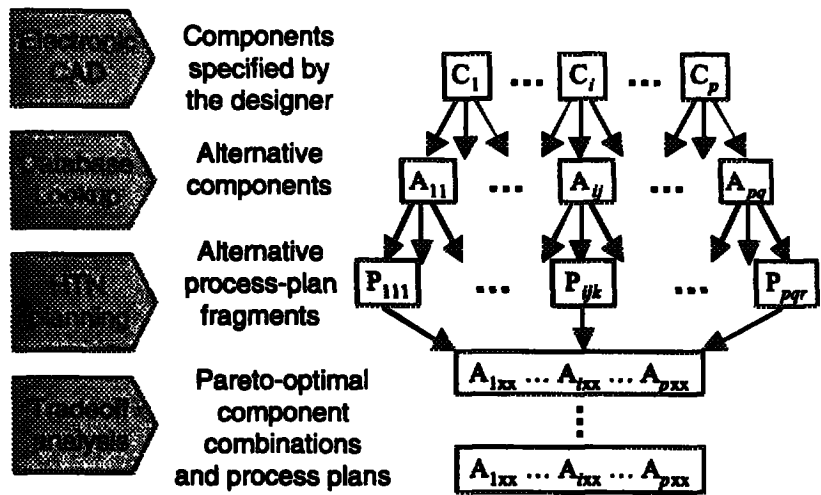 Electronic
CAD
Components
specified by
the designer
C1 ... Ci ... Cp
Database
Lookup
Alternative
components
A11 ... Aij ... Apq
HTN
planning
Alternative
process-plan
fragments
P111 ... Pijk ... Ppqr
Tradeoff
analysis
Pareto-optimal
component
combinations
and process plans
A1xx ... Aixx ... Apxx
A1xx ... Aixx ... Apxx